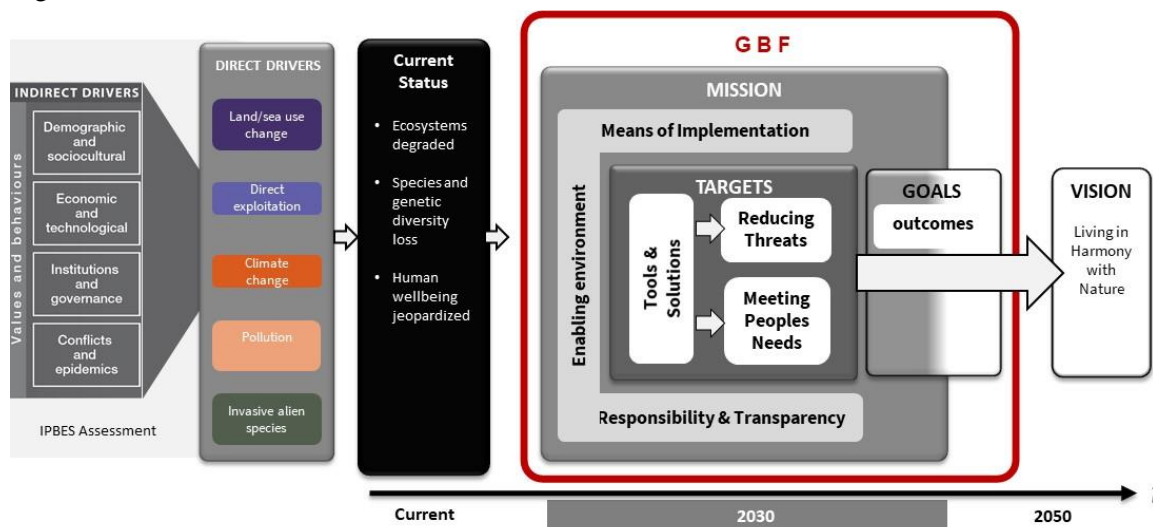 INDIRECT DRIVERS
Values and behaviours
Demographic
and
sociocultural
Economic
and
technological
Institutions
and
governance
Conflicts
and
epidemics
IPBES Assessment
DIRECT DRIVERS
Land/sea use
change
Direct
exploitation
Climate
change
Pollution
Invasive alien
species
Current
Status
• Ecosystems
degraded
• Species and
genetic
diversity
loss
• Human
wellbeing
jeopardized
GBF
MISSION
Means of Implementation
Enabling environment
TARGETS
Tools &
Solutions
Reducing
Threats
Meeting
Peoples
Needs
Responsibility & Transparency
GOALS
outcomes
VISION
Living in
Harmony
with
Nature
Current
2030
2050